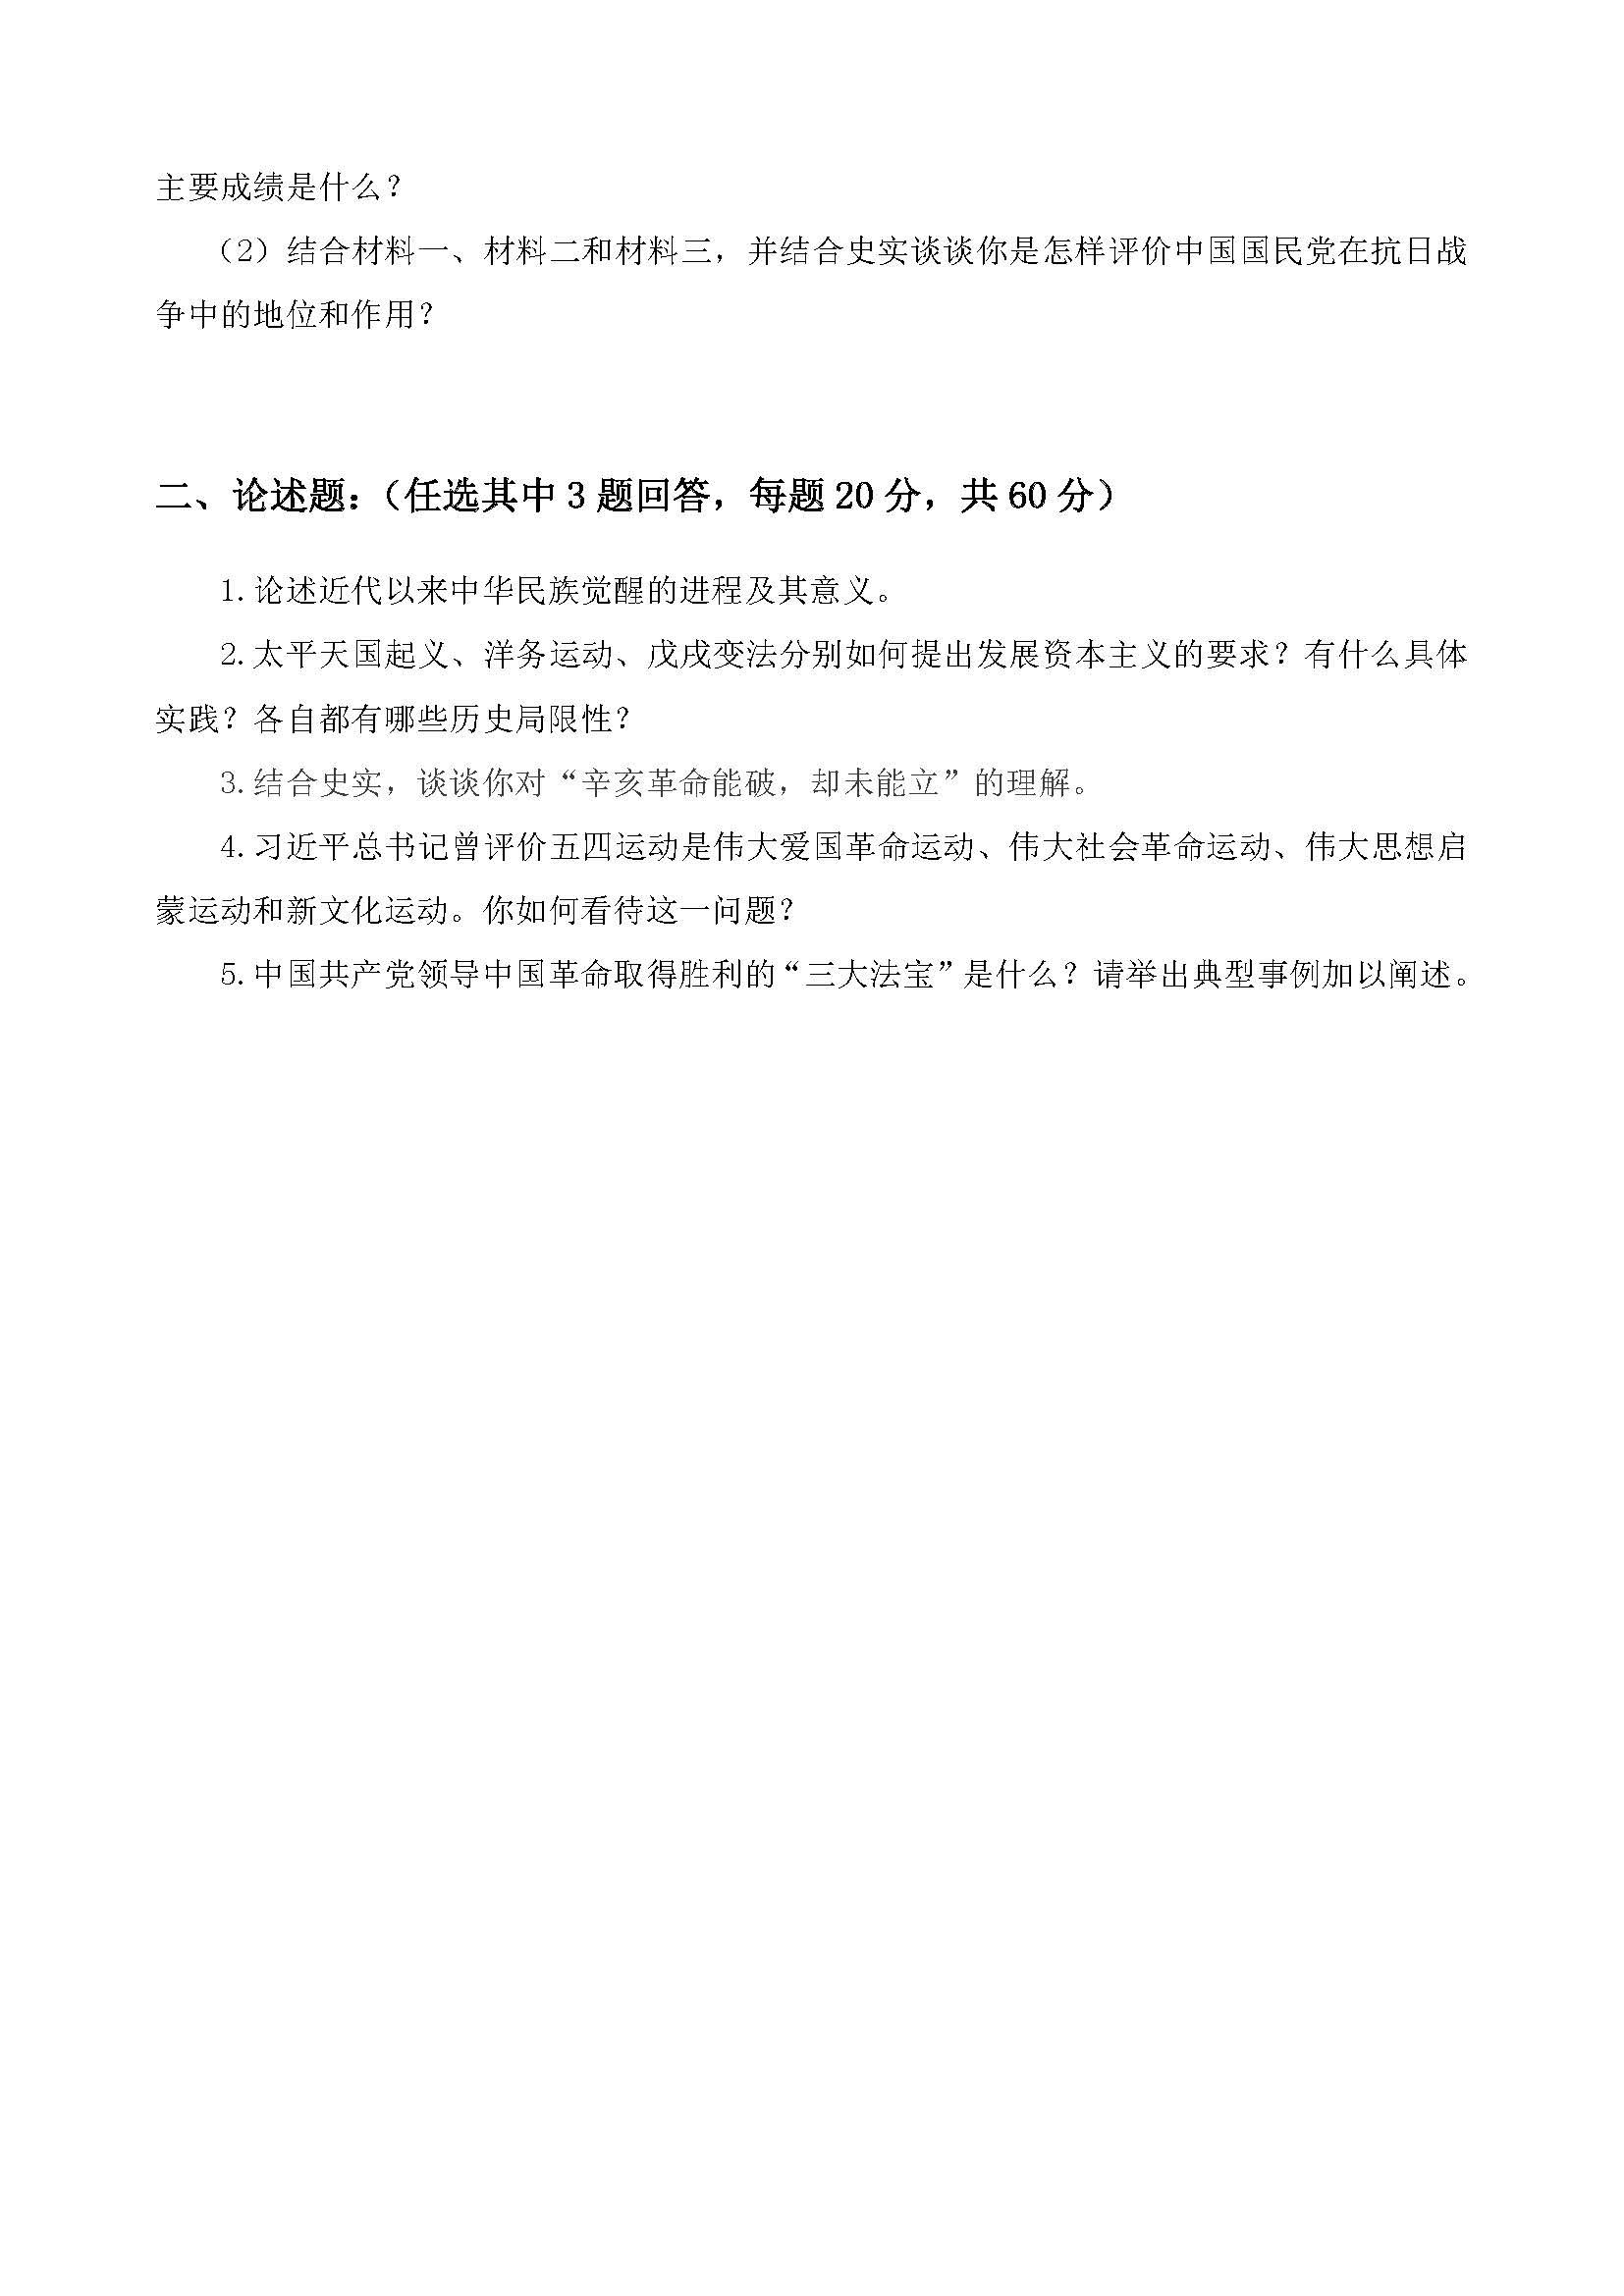 主要成绩是什么？
（2）结合材料一、材料二和材料三，并结合史实谈谈你是怎样评价中国国民党在抗日战
争中的地位和作用？
二、论述题：（任选其中 3 题回答，每题 20 分，共 60 分）
1.论述近代以来中华民族觉醒的进程及其意义。
2.太平天国起义、洋务运动、戊戌变法分别如何提出发展资本主义的要求？有什么具体
实践？各自都有哪些历史局限性？
3.结合史实，谈谈你对“辛亥革命能破，却未能立”的理解。
4.习近平总书记曾评价五四运动是伟大爱国革命运动、伟大社会革命运动、伟大思想启
蒙运动和新文化运动。你如何看待这一问题？
5.中国共产党领导中国革命取得胜利的“三大法宝”是什么？请举出典型事例加以阐述。